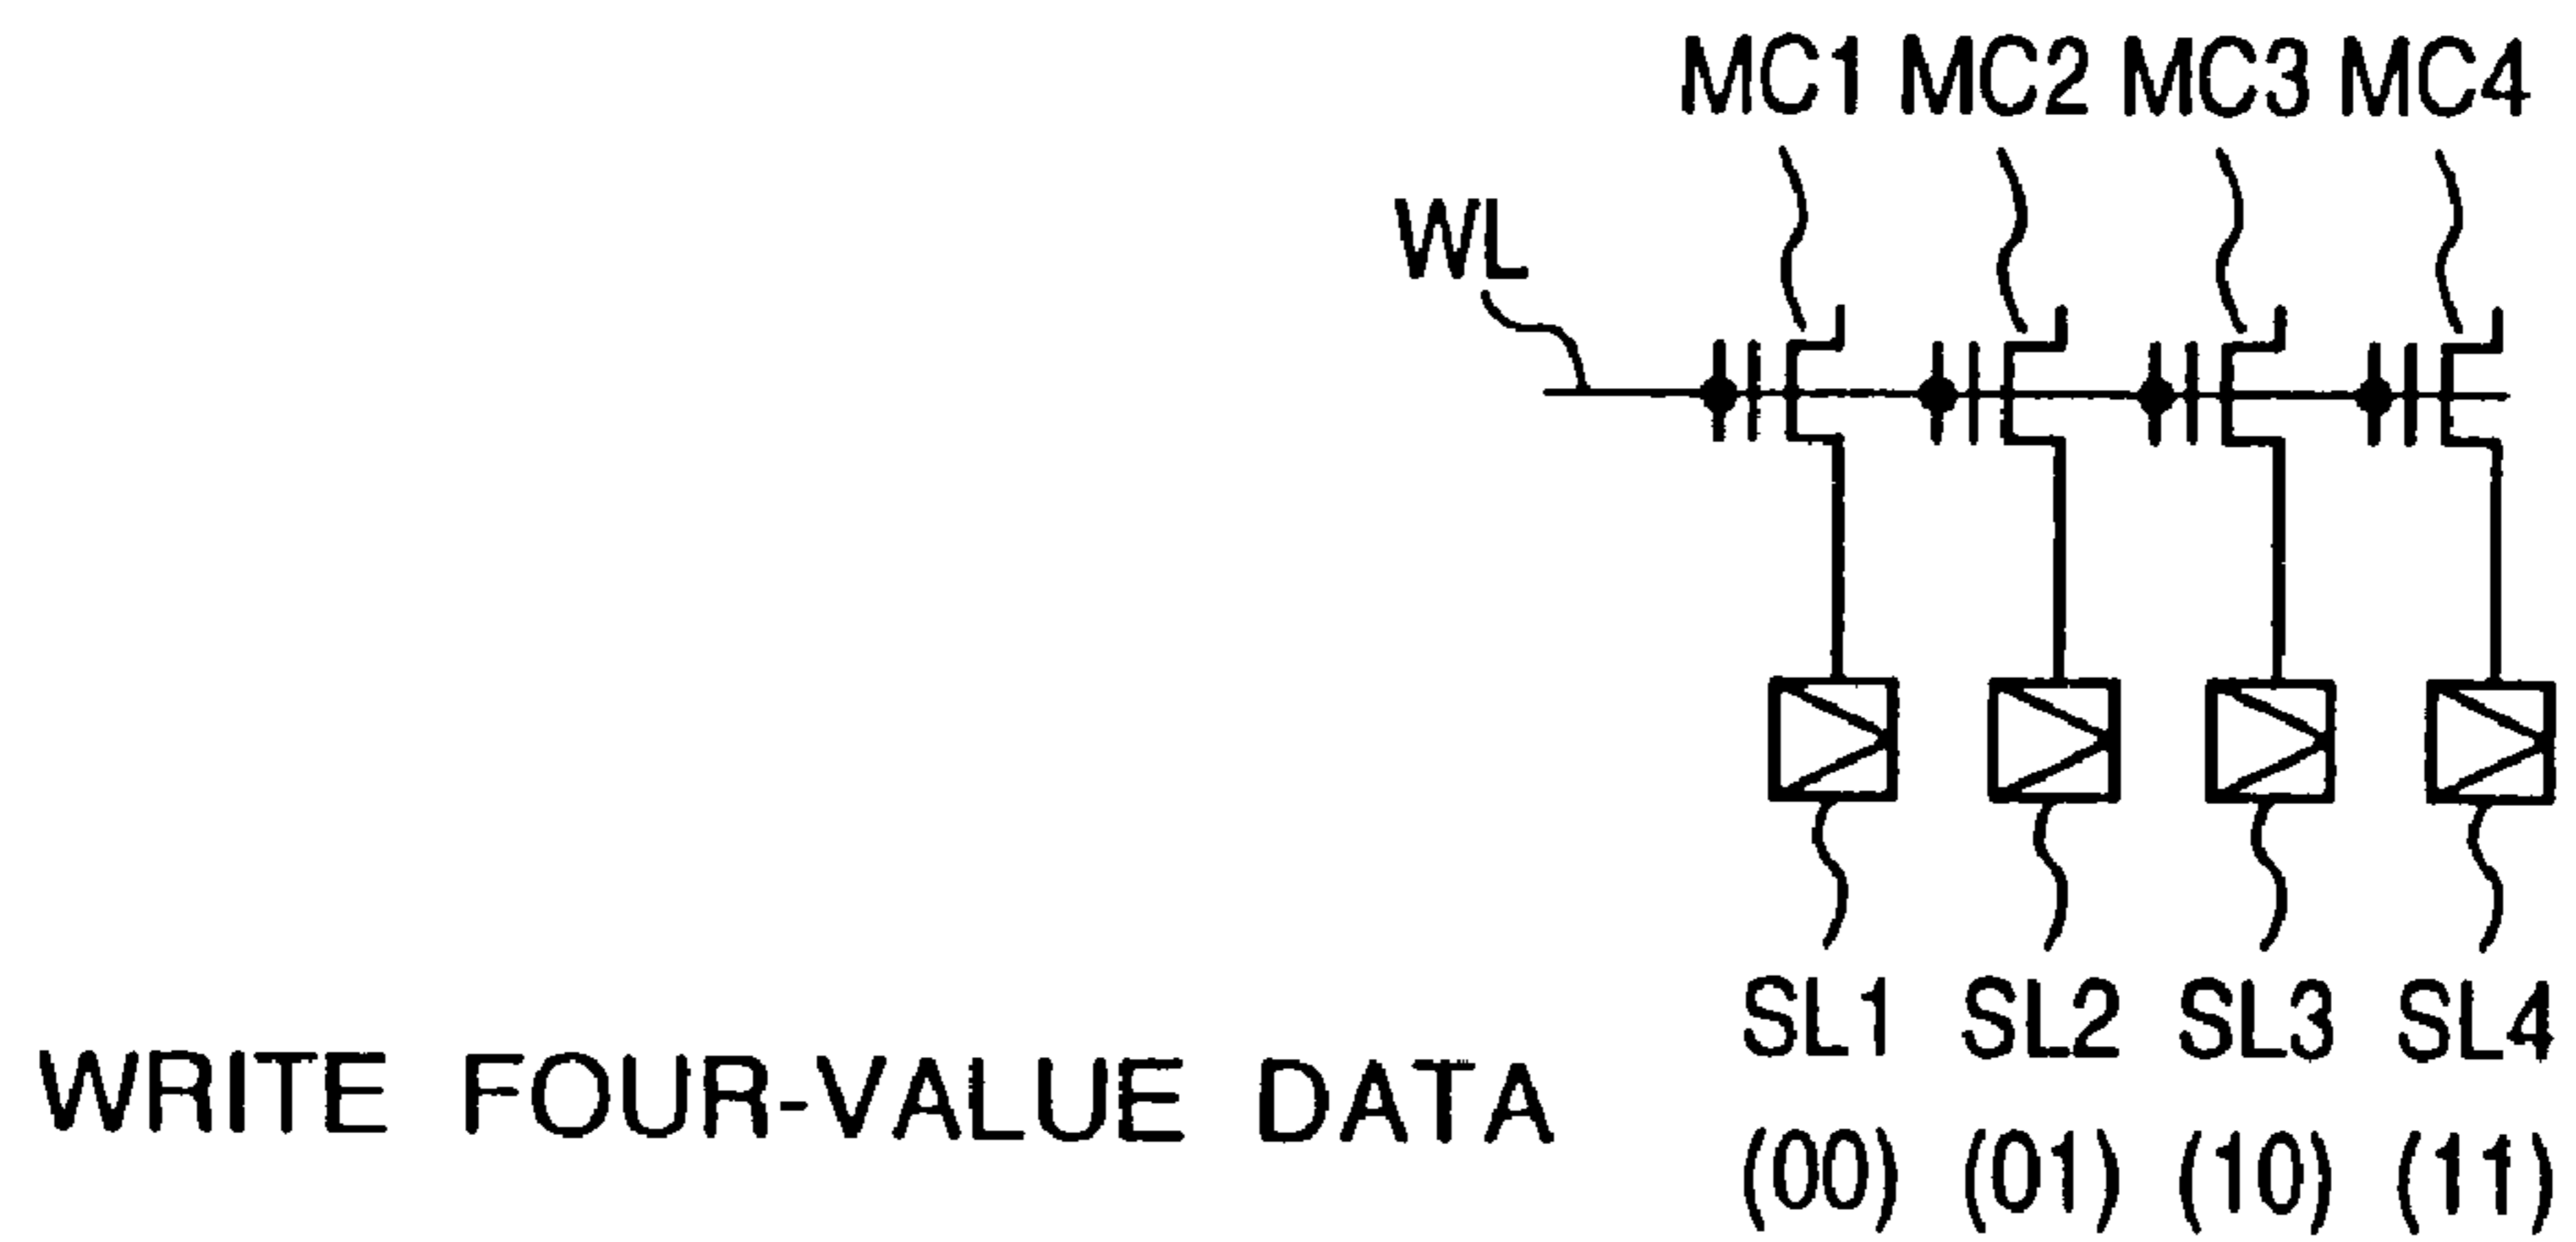 MC1 MC2 MC3 MC4
WL
SL1 SL2 SL3 SL4
WRITE FOUR-VALUE DATA
(00) (01) (10) (11)